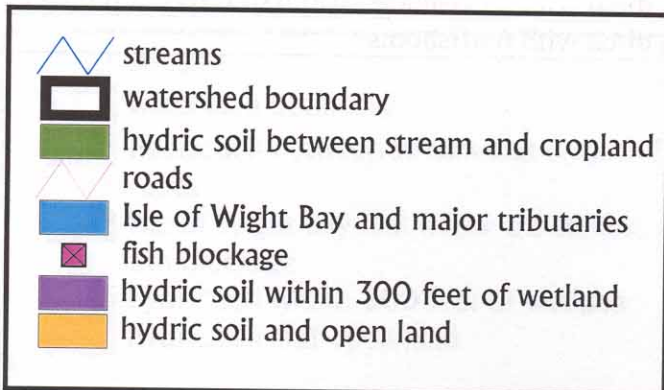 streams
watershed boundary
hydric soil between stream and cropland
roads
Isle of Wight Bay and major tributaries
fish blockage
hydric soil within 300 feet of wetland
hydric soil and open land